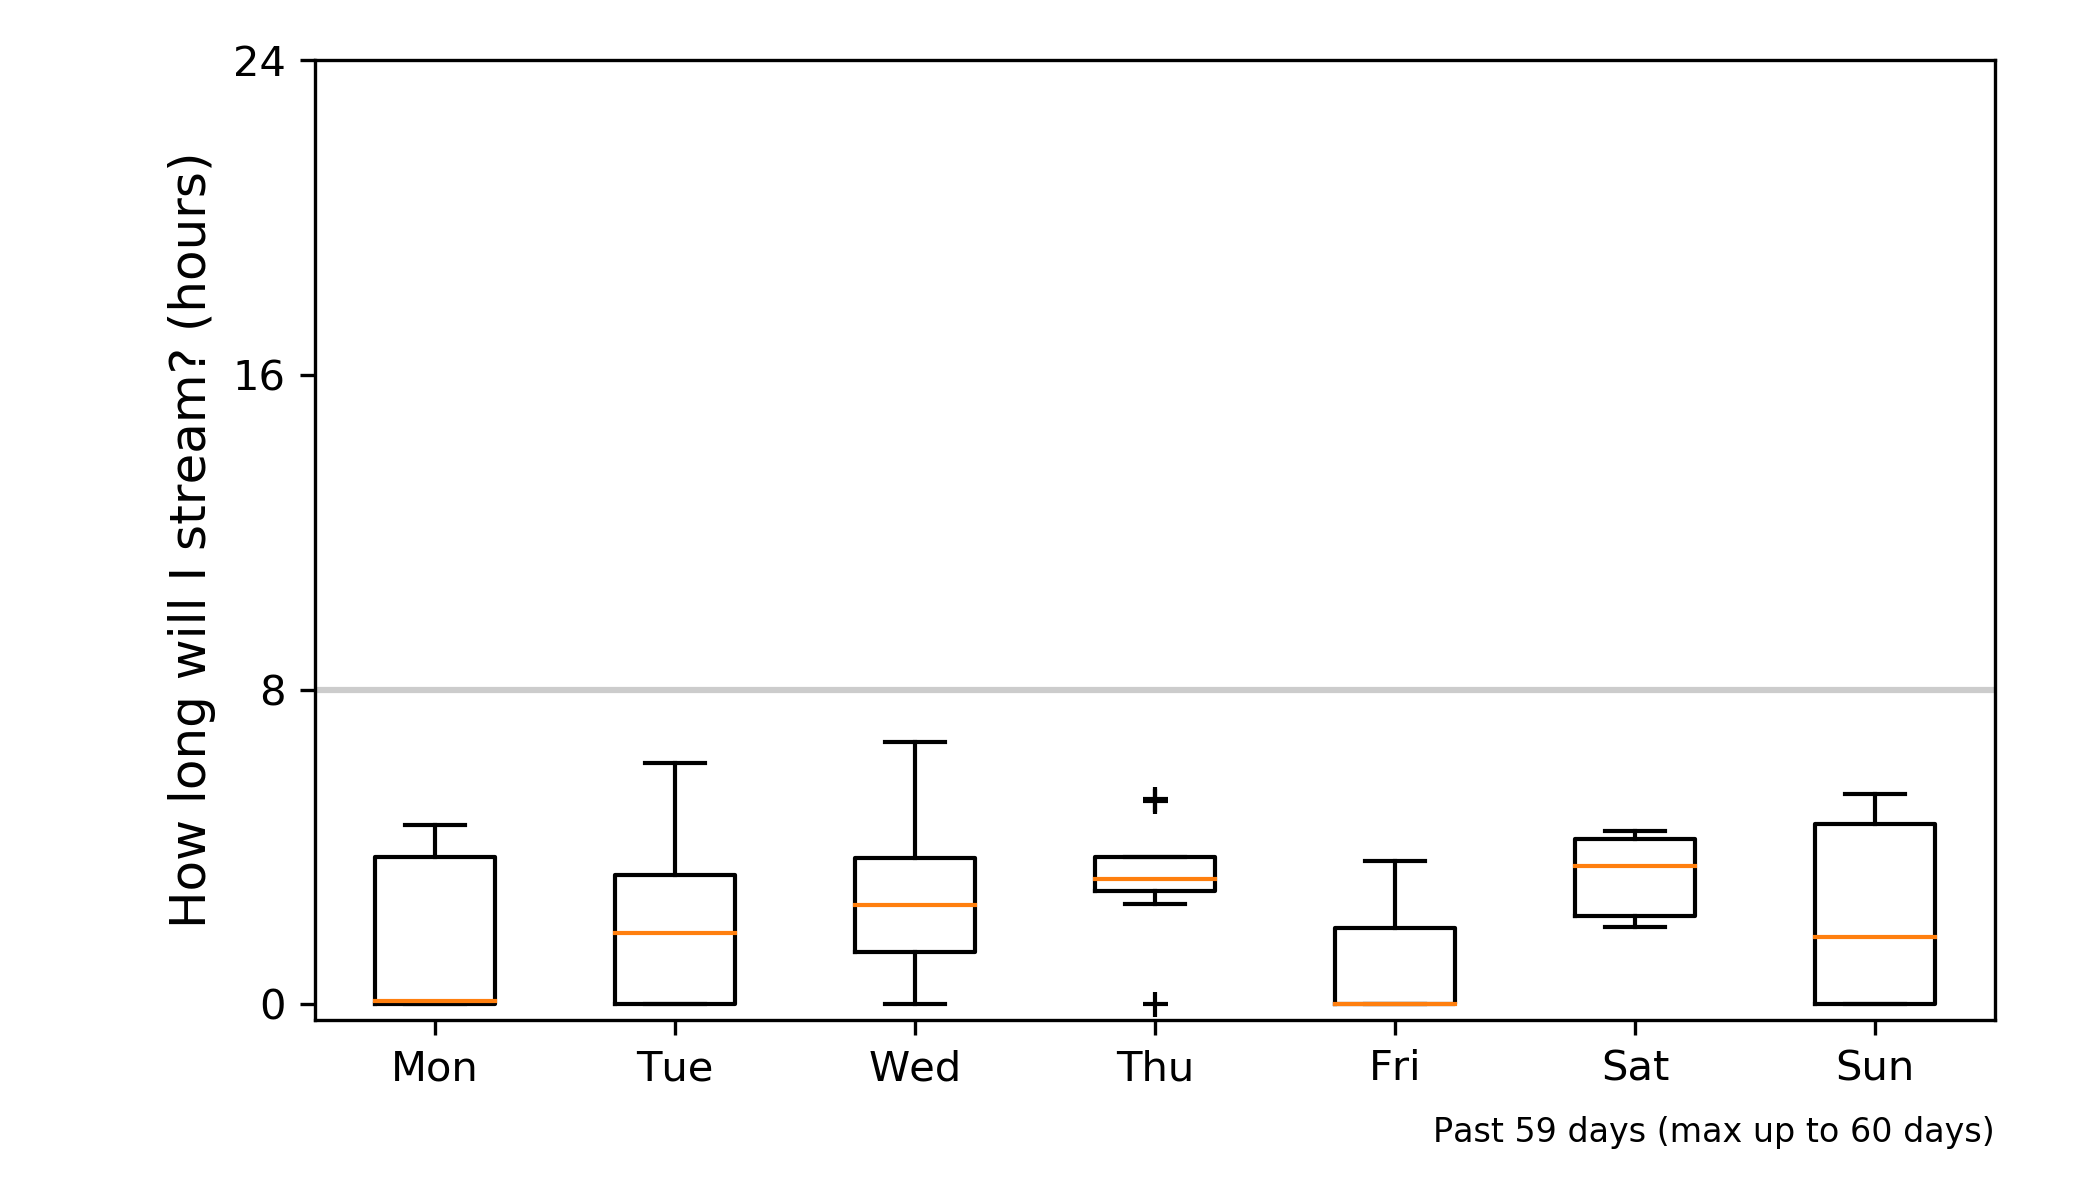 24
16
8
0
How long will I stream? (hours)
Mon Tue Wed Thu Fri Sat Sun
Past 59 days (max up to 60 days)